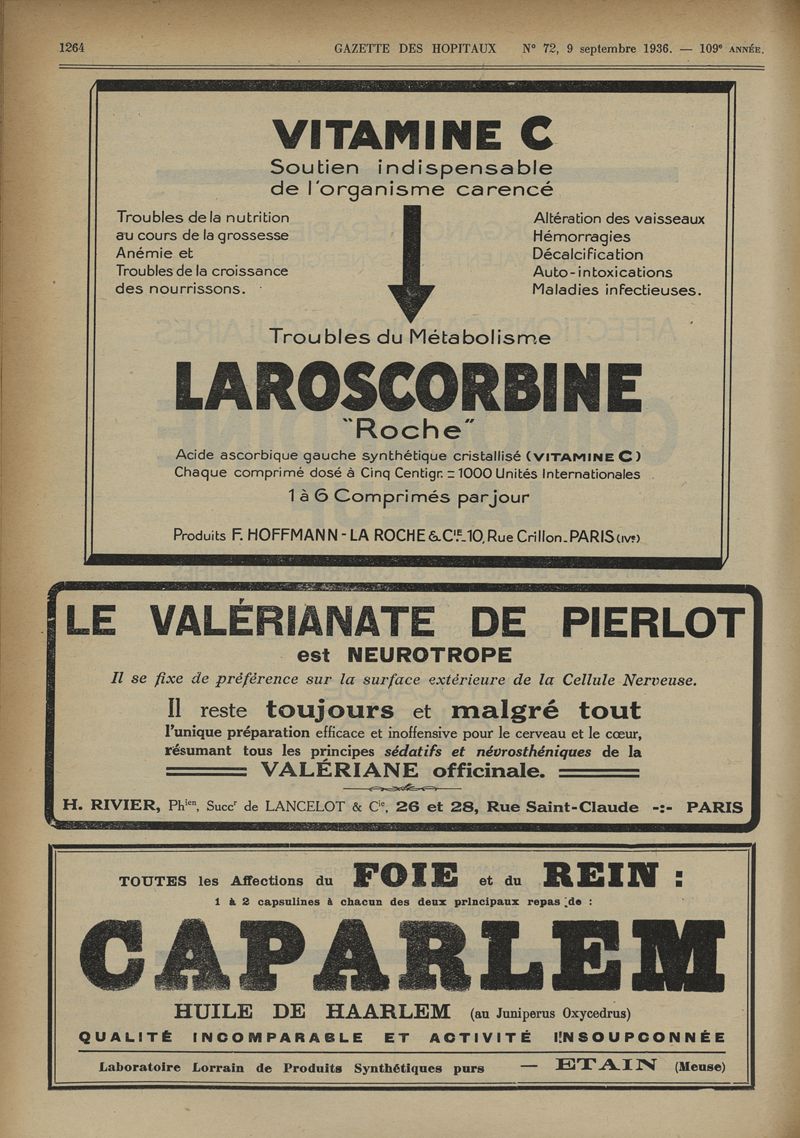 1264
GAZETTE DES HOPITAUX N° 72, 9 septembre 1936. — 109e ANNÉE.
VITAMINE C
Soutien indispensable
de l'organisme carencé
Troubles de la nutrition
au cours de la grossesse
Anémie et
Troubles de la croissance
des nourrissons.
Altération des vaisseaux
Hémorragies
Décalcification
Auto-intoxications
Maladies infectieuses.
Troubles du Métabolisme
LAROSCORBINE
"Roche"
Acide ascorbique gauche synthétique cristallisé (VITAMINE C)
Chaque comprimé dosé à Cinq Centigr. = 1000 Unités Internationales
1 à 6 Comprimés par jour
Produits F. HOFFMANN - LA ROCHE & CIE. 10, Rue Crillon. PARIS (IVe)
LE VALÉRIANATE DE PIERLOT
est NEUROTROPE
Il se fixe de préférence sur la surface extérieure de la Cellule Nerveuse.
Il reste toujours et malgré tout
l'unique préparation efficace et inoffensive pour le cerveau et le cœur,
résumant tous les principes sédatifs et névrosthéniques de la
VALÉRIANE officinale.
H. RIVIER, Phien, Succr de LANCELOT & Cie, 26 et 28, Rue Saint-Claude -:- PARIS
TOUTES les Affections du FOIE et du REIN :
1 à 2 capsulines à chacun des deux principaux repas de :
CAPARLEM
HUILE DE HAARLEM (au Juniperus Oxycedrus)
QUALITÉ INCOMPARABLE ET ACTIVITÉ INSOUPCONNÉE
Laboratoire Lorrain de Produits Synthétiques purs — ETAIN (Meuse)